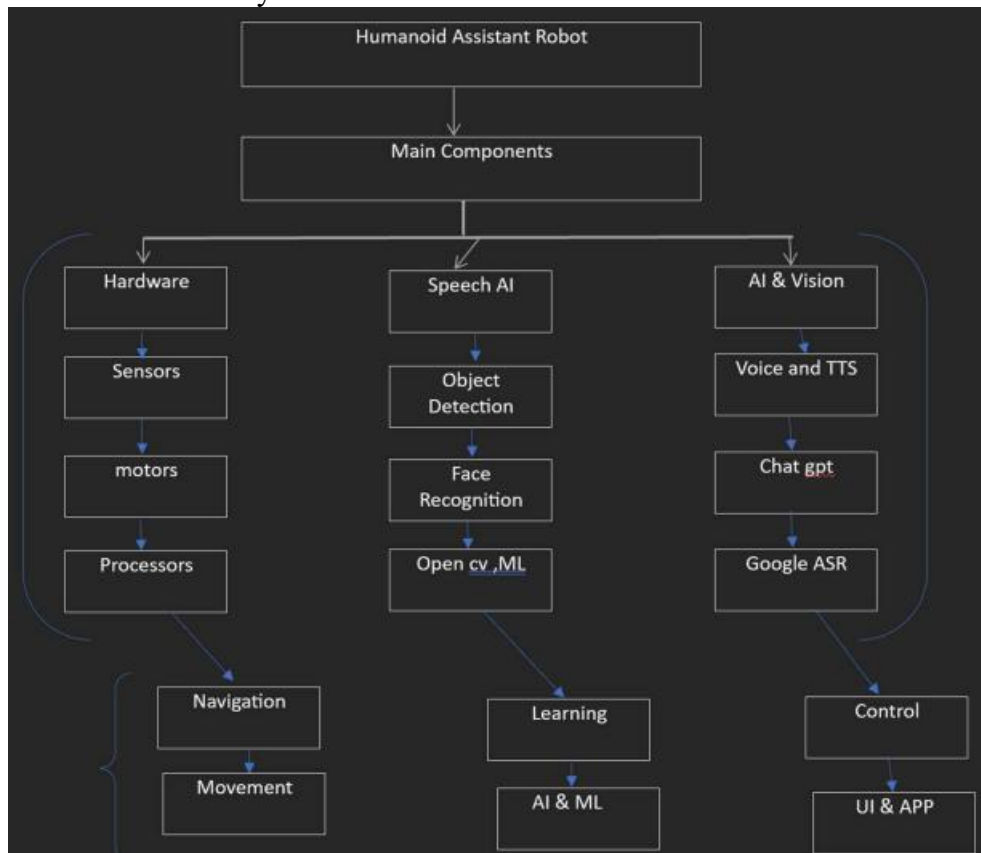 Humanoid Assistant Robot
Main Components
Hardware
Speech AI
AI & Vision
Sensors
Object
Detection
Voice and TTS
motors
Face
Recognition
Chat gpt
Processors
Open cv ,ML
Google ASR
Navigation
Learning
Control
Movement
AI & ML
UI & APP